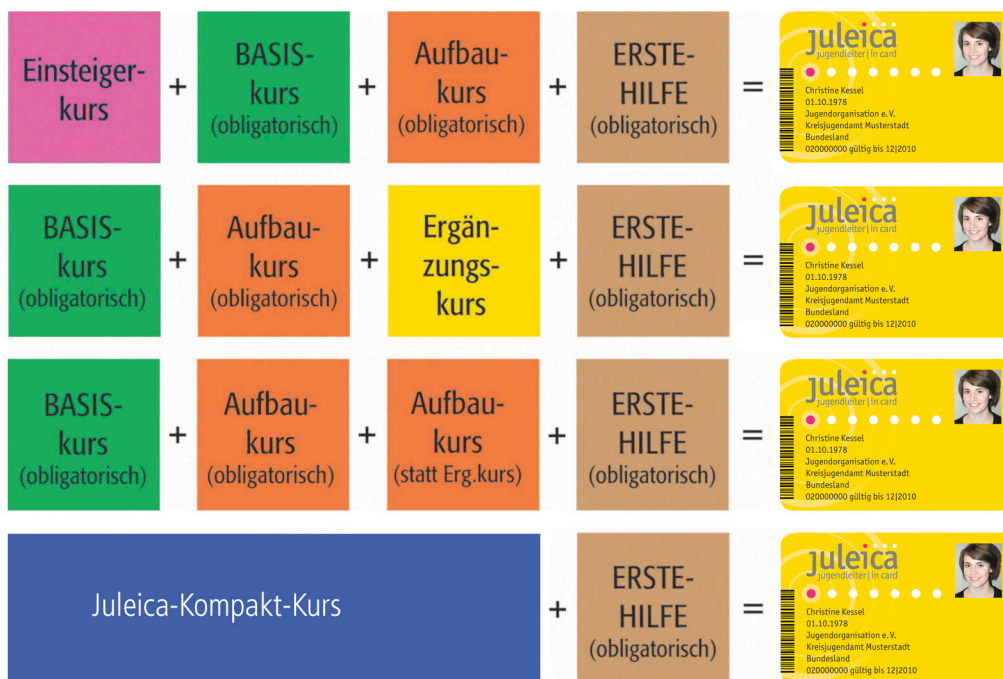 Einsteiger-
kurs
+
BASIS-
kurs
(obligatorisch)
+
Aufbau-
kurs
(obligatorisch)
+
ERSTE-
HILFE
(obligatorisch)
=
juleica
jugendleiter|in card
Christine Kessel
01.10.1978
Jugendorganisation e. V.
Kreisjugendamt Musterstadt
Bundesland
020000000 gültig bis 12|2010
BASIS-
kurs
(obligatorisch)
+
Aufbau-
kurs
(obligatorisch)
+
Ergän-
zungs-
kurs
+
ERSTE-
HILFE
(obligatorisch)
=
juleica
jugendleiter|in card
Christine Kessel
01.10.1978
Jugendorganisation e. V.
Kreisjugendamt Musterstadt
Bundesland
020000000 gültig bis 12|2010
BASIS-
kurs
(obligatorisch)
+
Aufbau-
kurs
(obligatorisch)
+
Aufbau-
kurs
(statt Erg.kurs)
+
ERSTE-
HILFE
(obligatorisch)
=
juleica
jugendleiter|in card
Christine Kessel
01.10.1978
Jugendorganisation e. V.
Kreisjugendamt Musterstadt
Bundesland
020000000 gültig bis 12|2010
Juleica-Kompakt-Kurs
+
ERSTE-
HILFE
(obligatorisch)
=
juleica
jugendleiter|in card
Christine Kessel
01.10.1978
Jugendorganisation e. V.
Kreisjugendamt Musterstadt
Bundesland
020000000 gültig bis 12|2010